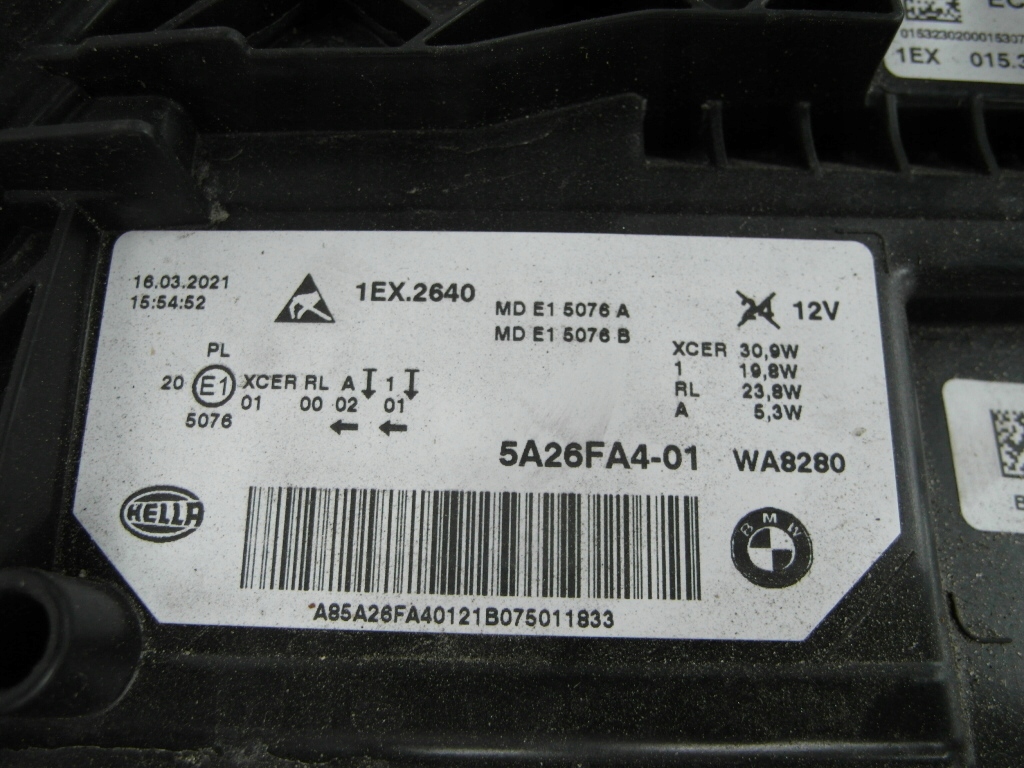 015323020001530
1EX 015.3
16.03.2021
15:54:52
1EX.2640
MD E1 5076 A
MD E1 5076 B
24 12V
XCER 30,9W
1 19,8W
RL 23,8W
A 5,3W
PL
20 E1 XCER RL A 1
01 00 02 01
5076
5A26FA4-01 WA8280
HELLA
BMW
A85A26FA40121B075011833